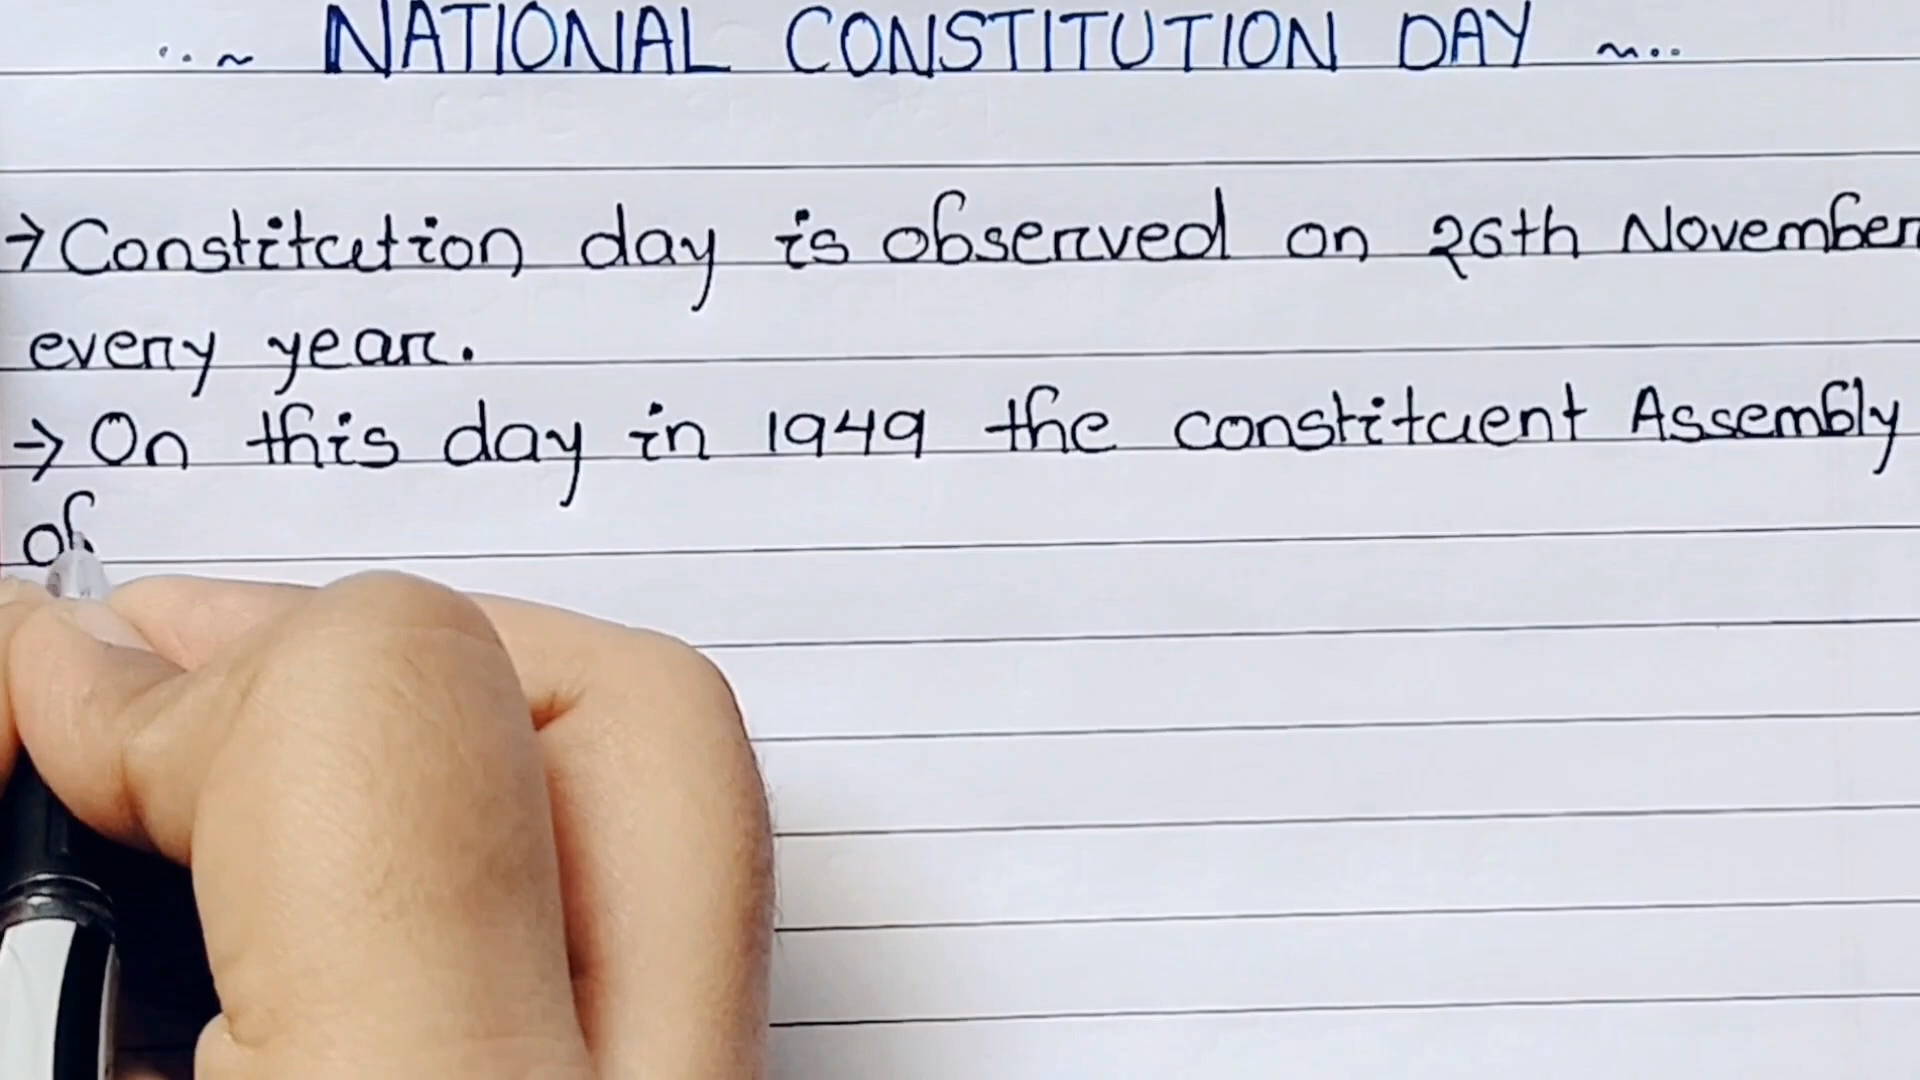 ..~ NATIONAL CONSTITUTION DAY ~..
→ Constitution day is observed on 26th November
every year.
→ On this day in 1949 the constituent Assembly
of